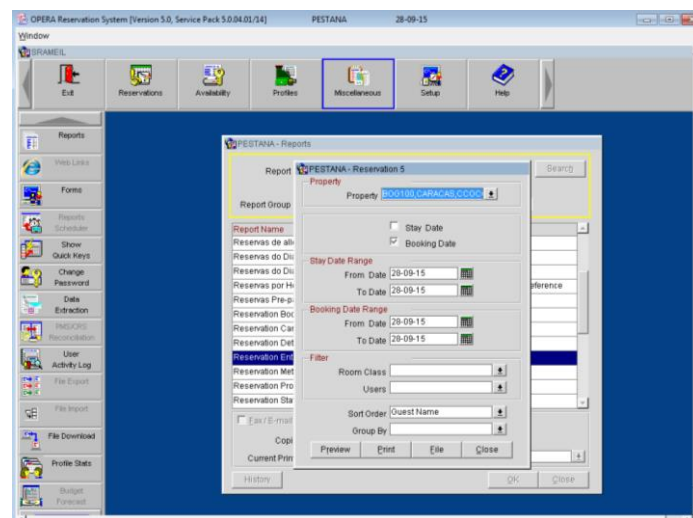 OPERA Reservation System [Version 5.0, Service Pack 5.0.04.01/14] PESTANA 28-09-15
Window
SRAMEIL
Exit Reservations Availability Profiles Miscellaneous Setup Help
Reports
Web Links
Forms
Reports Scheduler
Show Quick Keys
Change Password
Data Extraction
PMS/CRS Reconciliation
User Activity Log
File Export
File Import
File Download
Profile Stats
Budget Forecast
PESTANA - Reports
Report Search
Report Group
Report Name
Reservas de all
Reservas do Dia
Reservas do Dia
Reservas por H eference
Reservas Pre-p
Reservation Boo
Reservation Can
Reservation Det
Reservation Ent
Reservation Met
Reservation Pro
Reservation Sta
Fax / E-mail
Copi
Current Prin
History OK Close
PESTANA - Reservation 5
Property
Property BOG100,CARACAS,CCOC
Stay Date
Booking Date
Stay Date Range
From Date 28-09-15
To Date 28-09-15
Booking Date Range
From Date 28-09-15
To Date 28-09-15
Filter
Room Class
Users
Sort Order Guest Name
Group By
Preview Print File Close